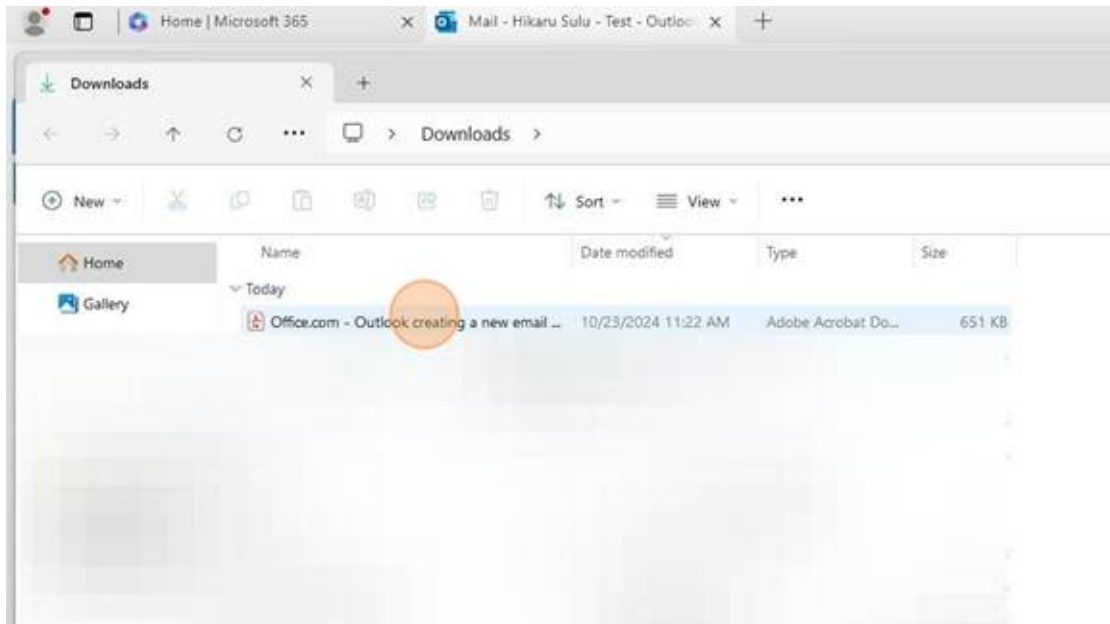 Home | Microsoft 365
Mail - Hikaru Sulu - Test - Outloo
Downloads
Downloads
New
Sort
View
Home
Gallery
Name Date modified Type Size
Today
Office.com - Outlook creating a new email ... 10/23/2024 11:22 AM Adobe Acrobat Do... 651 KB